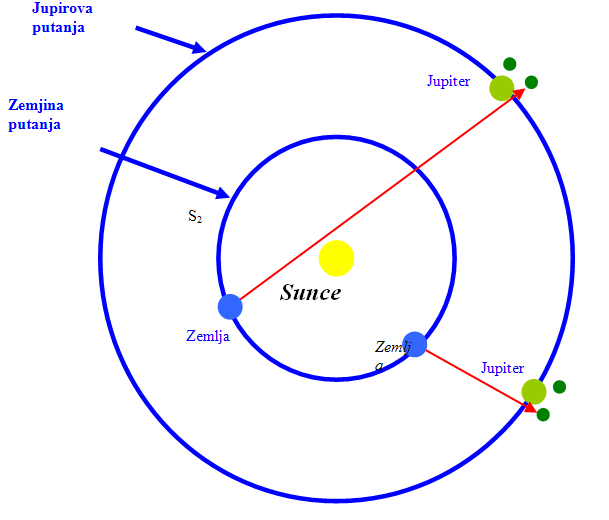 Jupirova
putanja
Jupiter
Zemjina
putanja
S₂
Sunce
Zemlja
Zemlj
a
Jupiter